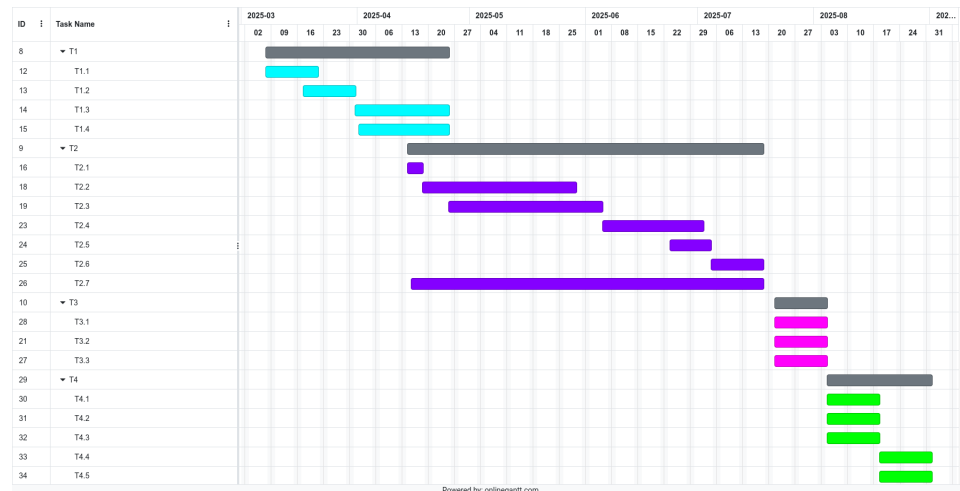 2025-03 2025-04 2025-05 2025-06 2025-07 2025-08 202...
ID Task Name
02 09 16 23 30 06 13 20 27 04 11 18 25 01 08 15 22 29 06 13 20 27 03 10 17 24 31
8 T1
12 T1.1
13 T1.2
14 T1.3
15 T1.4
9 T2
16 T2.1
18 T2.2
19 T2.3
23 T2.4
24 T2.5
25 T2.6
26 T2.7
10 T3
28 T3.1
21 T3.2
27 T3.3
29 T4
30 T4.1
31 T4.2
32 T4.3
33 T4.4
34 T4.5
Powered by: onlinegantt.com